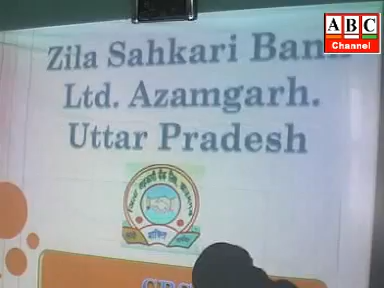 ABC
Channel
Zila Sahkari Bank
Ltd. Azamgarh.
Uttar Pradesh